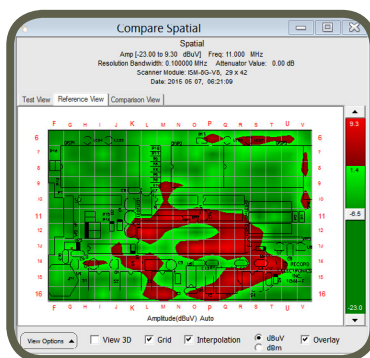 Compare Spatial
Spatial
Amp [-23.00 to 9.30 dBuV] Freq: 11.000 MHz
Resolution Bandwidth: 0.100000 MHz Attenuator Value: 0.00 dB
Scanner Module: ISM-8G-V8, 29 x 42
Date: 2015 05 07, 06:21:09
Test View Reference View Comparison View
F G H I J K L M N O P Q R S T U V
9.3
6 6
7 7
8 8
1.4
9 9
10 10
-6.5
11 11
12 12
13 13
14 14
15 15
16 16
-23.0
F G H I J K L M N O P Q R S T U V
Amplitude(dBuV) Auto
View Options View 3D Grid Interpolation dBuV Overlay
dBm